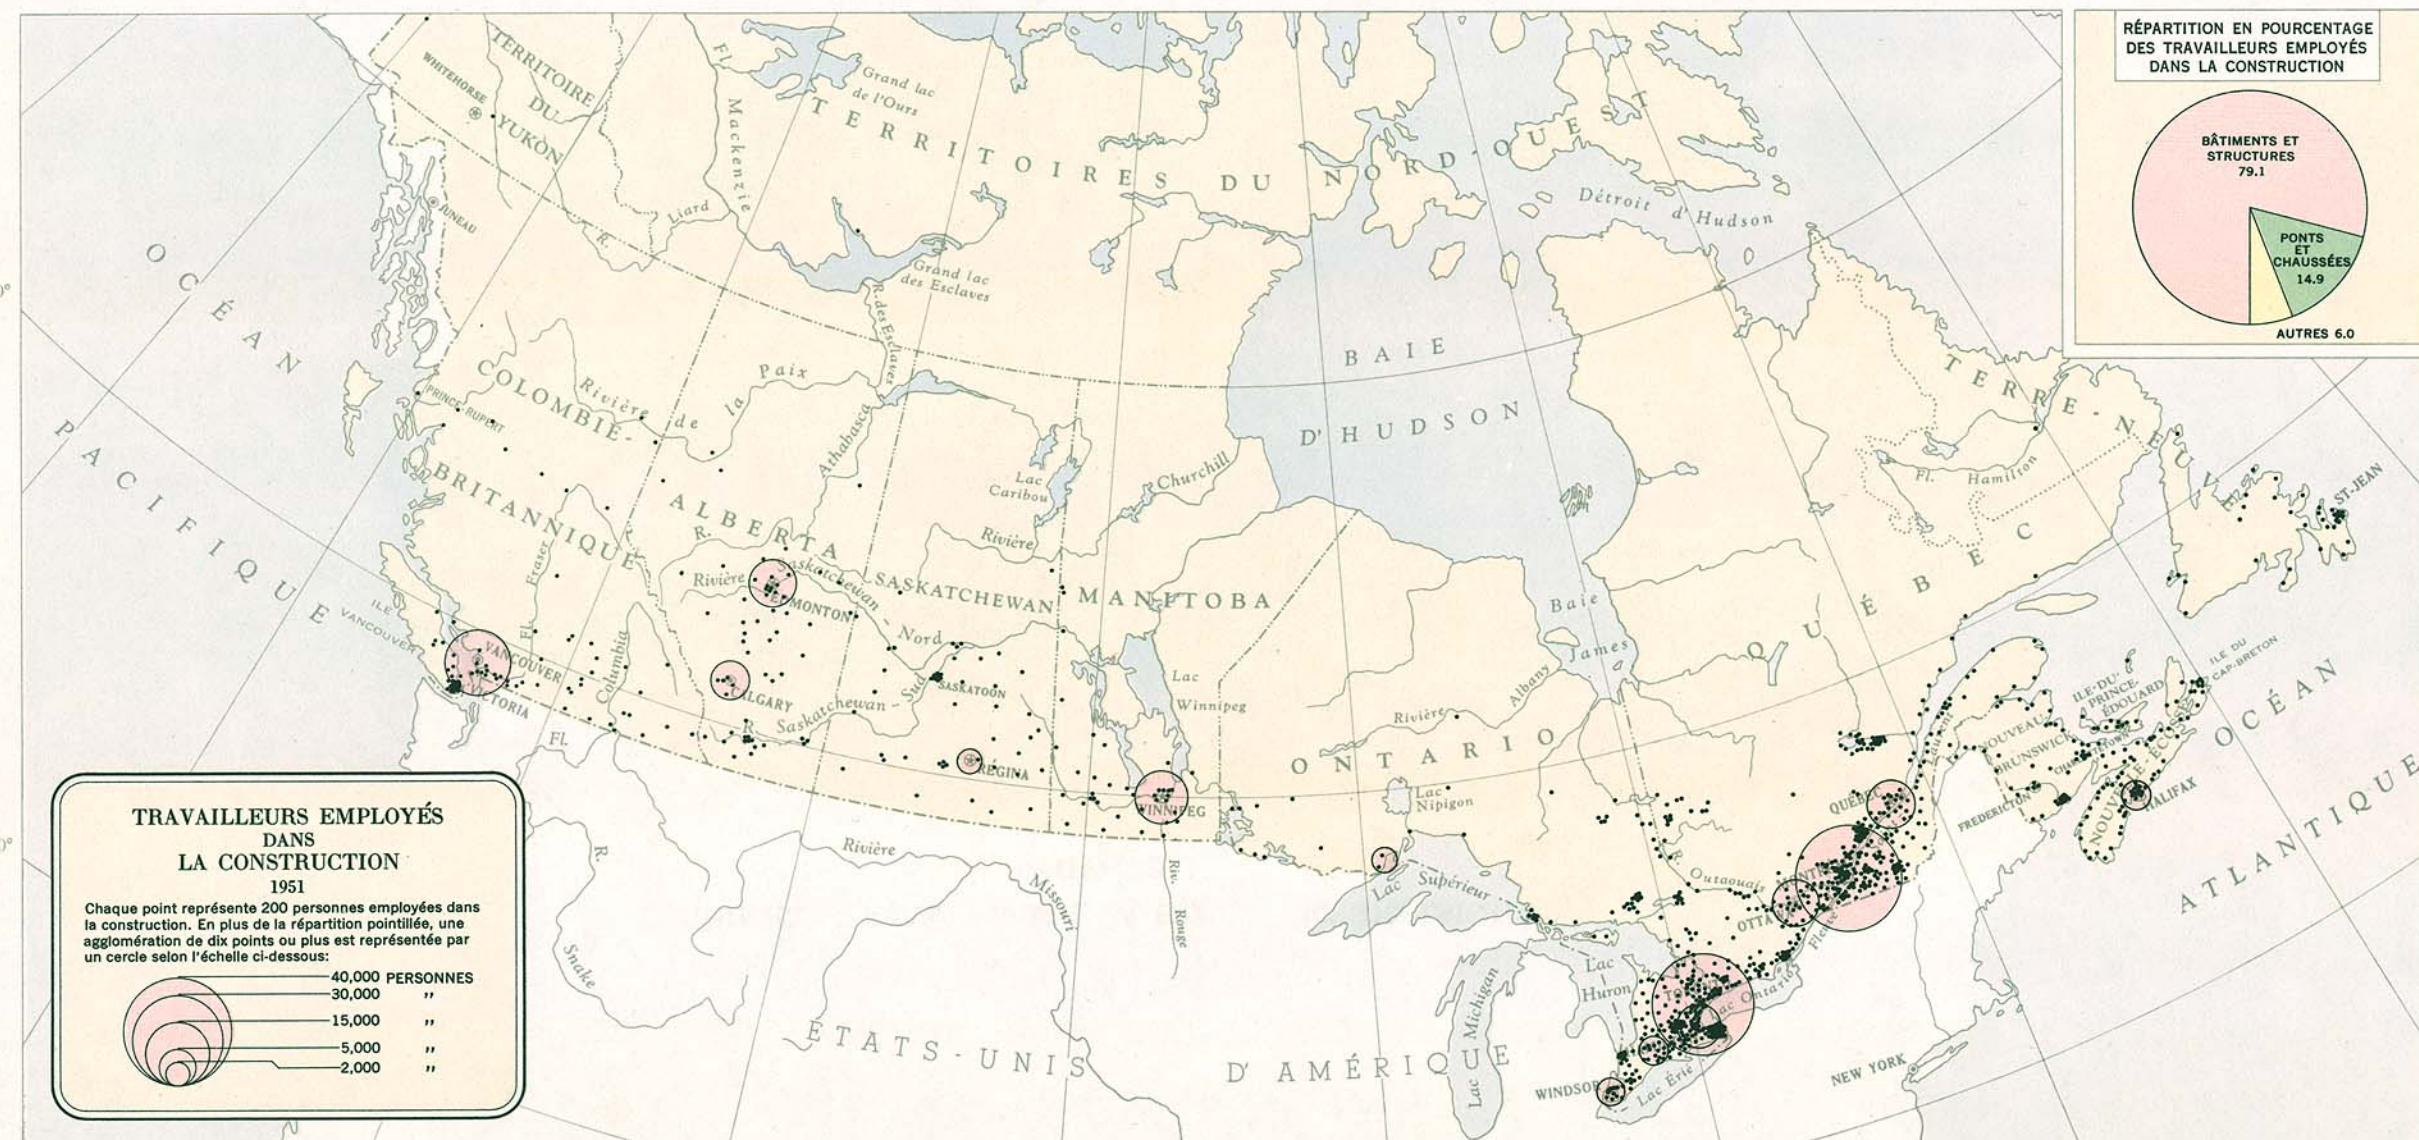 RÉPARTITION EN POURCENTAGE
DES TRAVAILLEURS EMPLOYÉS
DANS LA CONSTRUCTION
BÂTIMENTS ET
STRUCTURES
79.1
PONTS
ET
CHAUSSÉES
14.9
AUTRES 6.0
TERRITOIRE
DU
YUKÒN
WHITEHORSE
JUNEAU
Fl.
Mackenzie
Grand lac
de l'Ours
TERRITOIRES DU NORD-OUEST
Détroit d'Hudson
Liard
R.
Grand lac
des Esclaves
R. des Esclaves
OCÉAN
PACIFIQUE
BAIE
D'HUDSON
COLOMBIE-
BRITANNIQUE
PRINCE-RUPERT
Rivière de la Paix
Athabasca
ALBERTA
Lac
Caribou
Churchill
Rivière
TERRE-NEUVE
Fl. Hamilton
ST-JEAN
QUÉBEC
R.
Rivière
Saskatchewan
Nord
EDMONTON
SASKATCHEWAN
MANITOBA
Baie
James
ILE
VANCOUVER
VANCOUVER
VICTORIA
Fl.
Fraser
Columbia
Fl.
CALGARY
R. Saskatchewan - Sud
SASKATOON
RÉGINA
Lac
Winnipeg
WINNIPEG
Rivière
Albany
ONTARIO
Lac
Nipigon
ILE DU
CAP-BRETON
ILE-DU-
PRINCE-
ÉDOUARD
NOUVEAU
BRUNSWICK
NOUVELLE-ÉCOSSE
FREDERICTON
HALIFAX
OCÉAN
ATLANTIQUE
QUÉBEC
St Laurent
R. Outaouais
OTTAWA
Fleuve
Lac Supérieur
Lac
Huron
Lac Michigan
Lac Ontario
Lac Érié
WINDSOR
NEW YORK
R.
Snake
Rivière
Missouri
Riv.
Rouge
ETATS-UNIS
D'AMÉRIQUE
TRAVAILLEURS EMPLOYÉS
DANS
LA CONSTRUCTION
1951
Chaque point représente 200 personnes employées dans
la construction. En plus de la répartition pointillée, une
agglomération de dix points ou plus est représentée par
un cercle selon l'échelle ci-dessous:
40,000 PERSONNES
30,000 ,,
15,000 ,,
5,000 ,,
2,000 ,,